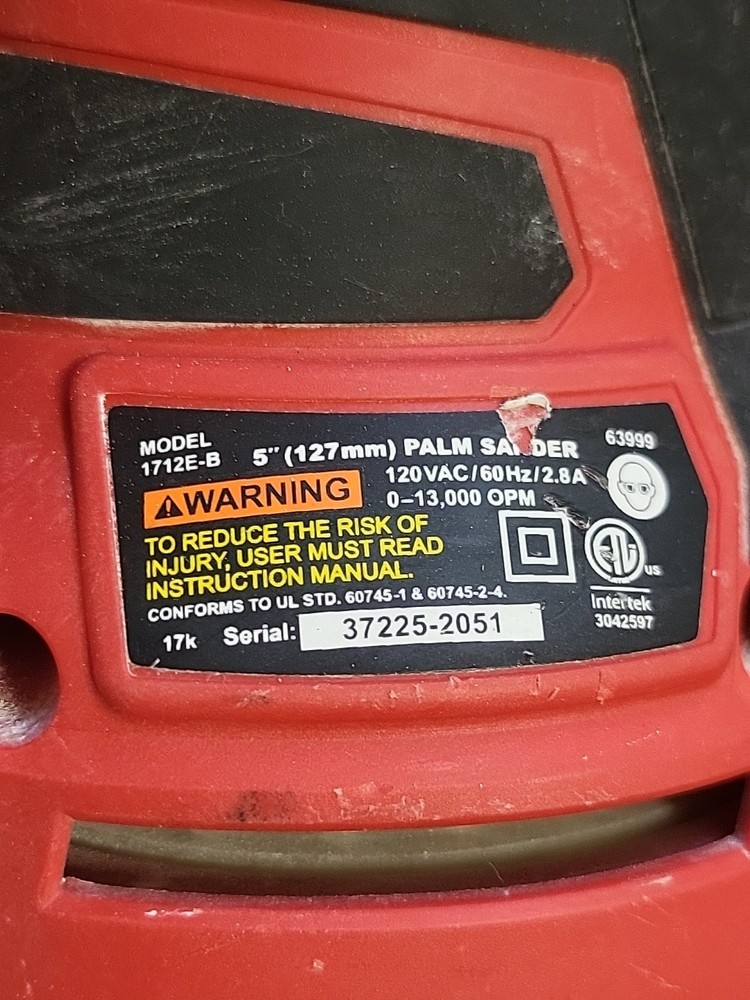 MODEL
1712E-B
5" (127mm) PALM SANDER
63999
120VAC/60Hz/2.8A
0–13,000 OPM
⚠WARNING
TO REDUCE THE RISK OF
INJURY, USER MUST READ
INSTRUCTION MANUAL.
CONFORMS TO UL STD. 60745-1 & 60745-2-4.
17k Serial: 37225-2051
ETL
us
Intertek
3042597